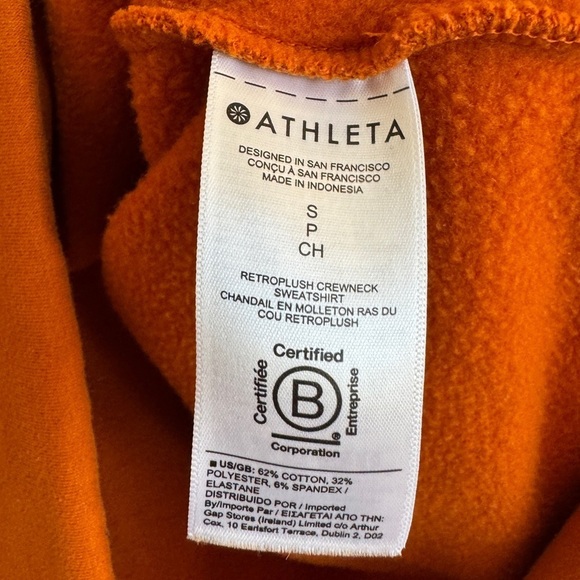 ATHLETA
DESIGNED IN SAN FRANCISCO
CONÇU À SAN FRANCISCO
MADE IN INDONESIA
S
P
CH
RETROPLUSH CREWNECK
SWEATSHIRT
CHANDAIL EN MOLLETON RAS DU
COU RETROPLUSH
Certified
Certifiée
B
Entreprise
Corporation
US/GB: 62% COTTON, 32%
POLYESTER, 6% SPANDEX /
ELASTANE
DISTRIBUIDO POR / Imported
By/Importe Par / ΕΙΣΑΓΕΤΑΙ ΑΠΟ ΤΗΝ:
Gap Stores (Ireland) Limited c/o Arthur
Cox, 10 Earlsfort Terrace, Dublin 2, D02